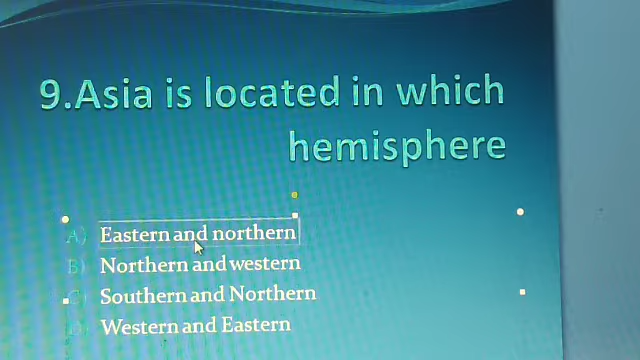 9.Asia is located in which
hemisphere
A) Eastern and northern
B) Northern and western
C) Southern and Northern
D) Western and Eastern